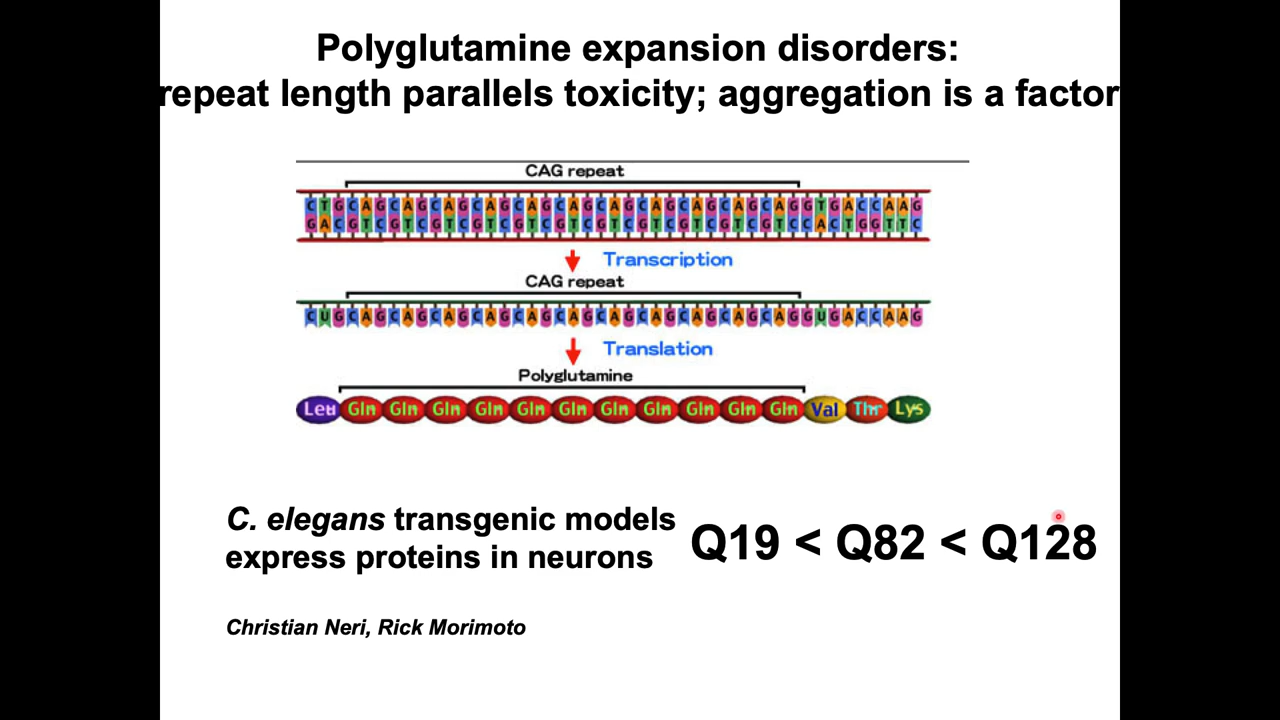 Polyglutamine expansion disorders:
repeat length parallels toxicity; aggregation is a factor
CAG repeat
CTGCAGCAGCAGCAGCAGCAGCAGCAGCAGCAGCAGGTGACCAAG
GACGTCGTCGTCGTCGTCGTCGTCGTCGTCGTCGTCCACTGGTTC
Transcription
CAG repeat
CUGCAGCAGCAGCAGCAGCAGCAGCAGCAGCAGCAGGUGACCAAG
Translation
Polyglutamine
Leu Gln Gln Gln Gln Gln Gln Gln Gln Gln Gln Gln Val Thr Lys
C. elegans transgenic models
express proteins in neurons
Q19 < Q82 < Q128
Christian Neri, Rick Morimoto